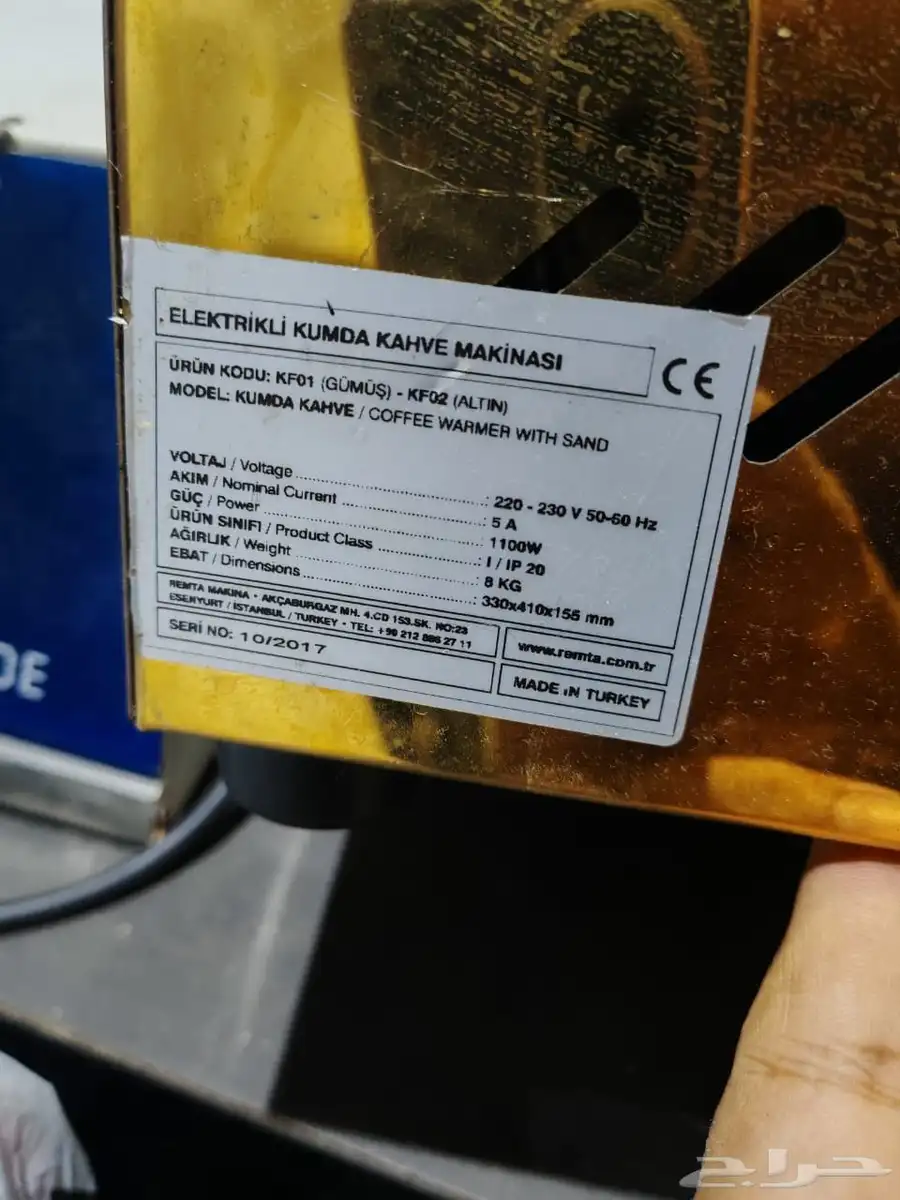 ELEKTRİKLİ KUMDA KAHVE MAKİNASI
CE
ÜRÜN KODU: KF01 (GÜMÜŞ) - KF02 (ALTIN)
MODEL: KUMDA KAHVE / COFFEE WARMER WITH SAND
VOLTAJ / Voltage : 220 - 230 V 50-60 Hz
AKIM / Nominal Current : 5 A
GÜÇ / Power : 1100W
ÜRÜN SINIFI / Product Class : I / IP 20
AĞIRLIK / Weight : 8 KG
EBAT / Dimensions : 330x410x155 mm
REMTA MAKINA • AKÇABURGAZ MH. 4.CD 153.SK. NO:23
ESENYURT / İSTANBUL / TURKEY • TEL: +90 212 886 27 11
www.remta.com.tr
SERİ NO: 10/2017
MADE IN TURKEY
DE
حراج